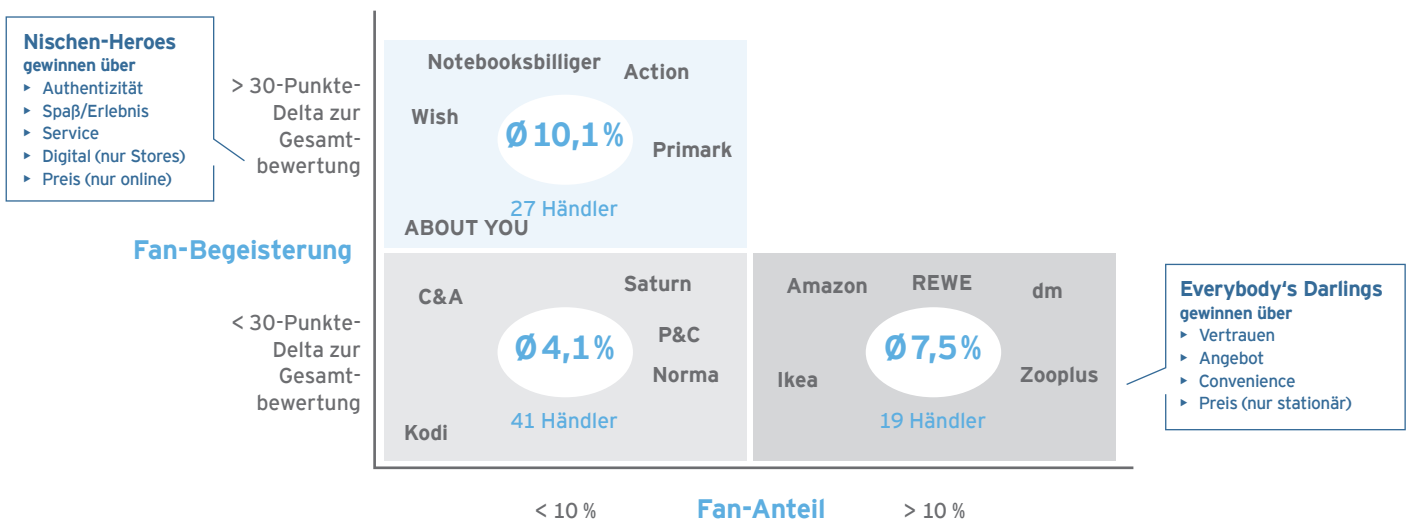 Nischen-Heroes
gewinnen über
▸ Authentizität
▸ Spaß/Erlebnis
▸ Service
▸ Digital (nur Stores)
▸ Preis (nur online)
> 30-Punkte-
Delta zur
Gesamt-
bewertung
Notebooksbilliger
Action
Wish
Ø 10,1 %
Primark
27 Händler
ABOUT YOU
Fan-Begeisterung
< 30-Punkte-
Delta zur
Gesamt-
bewertung
C&A
Saturn
Ø 4,1 %
P&C
Norma
41 Händler
Kodi
Amazon
REWE
dm
Ø 7,5 %
Ikea
Zooplus
19 Händler
Everybody‘s Darlings
gewinnen über
▸ Vertrauen
▸ Angebot
▸ Convenience
▸ Preis (nur stationär)
< 10 %
Fan-Anteil
> 10 %